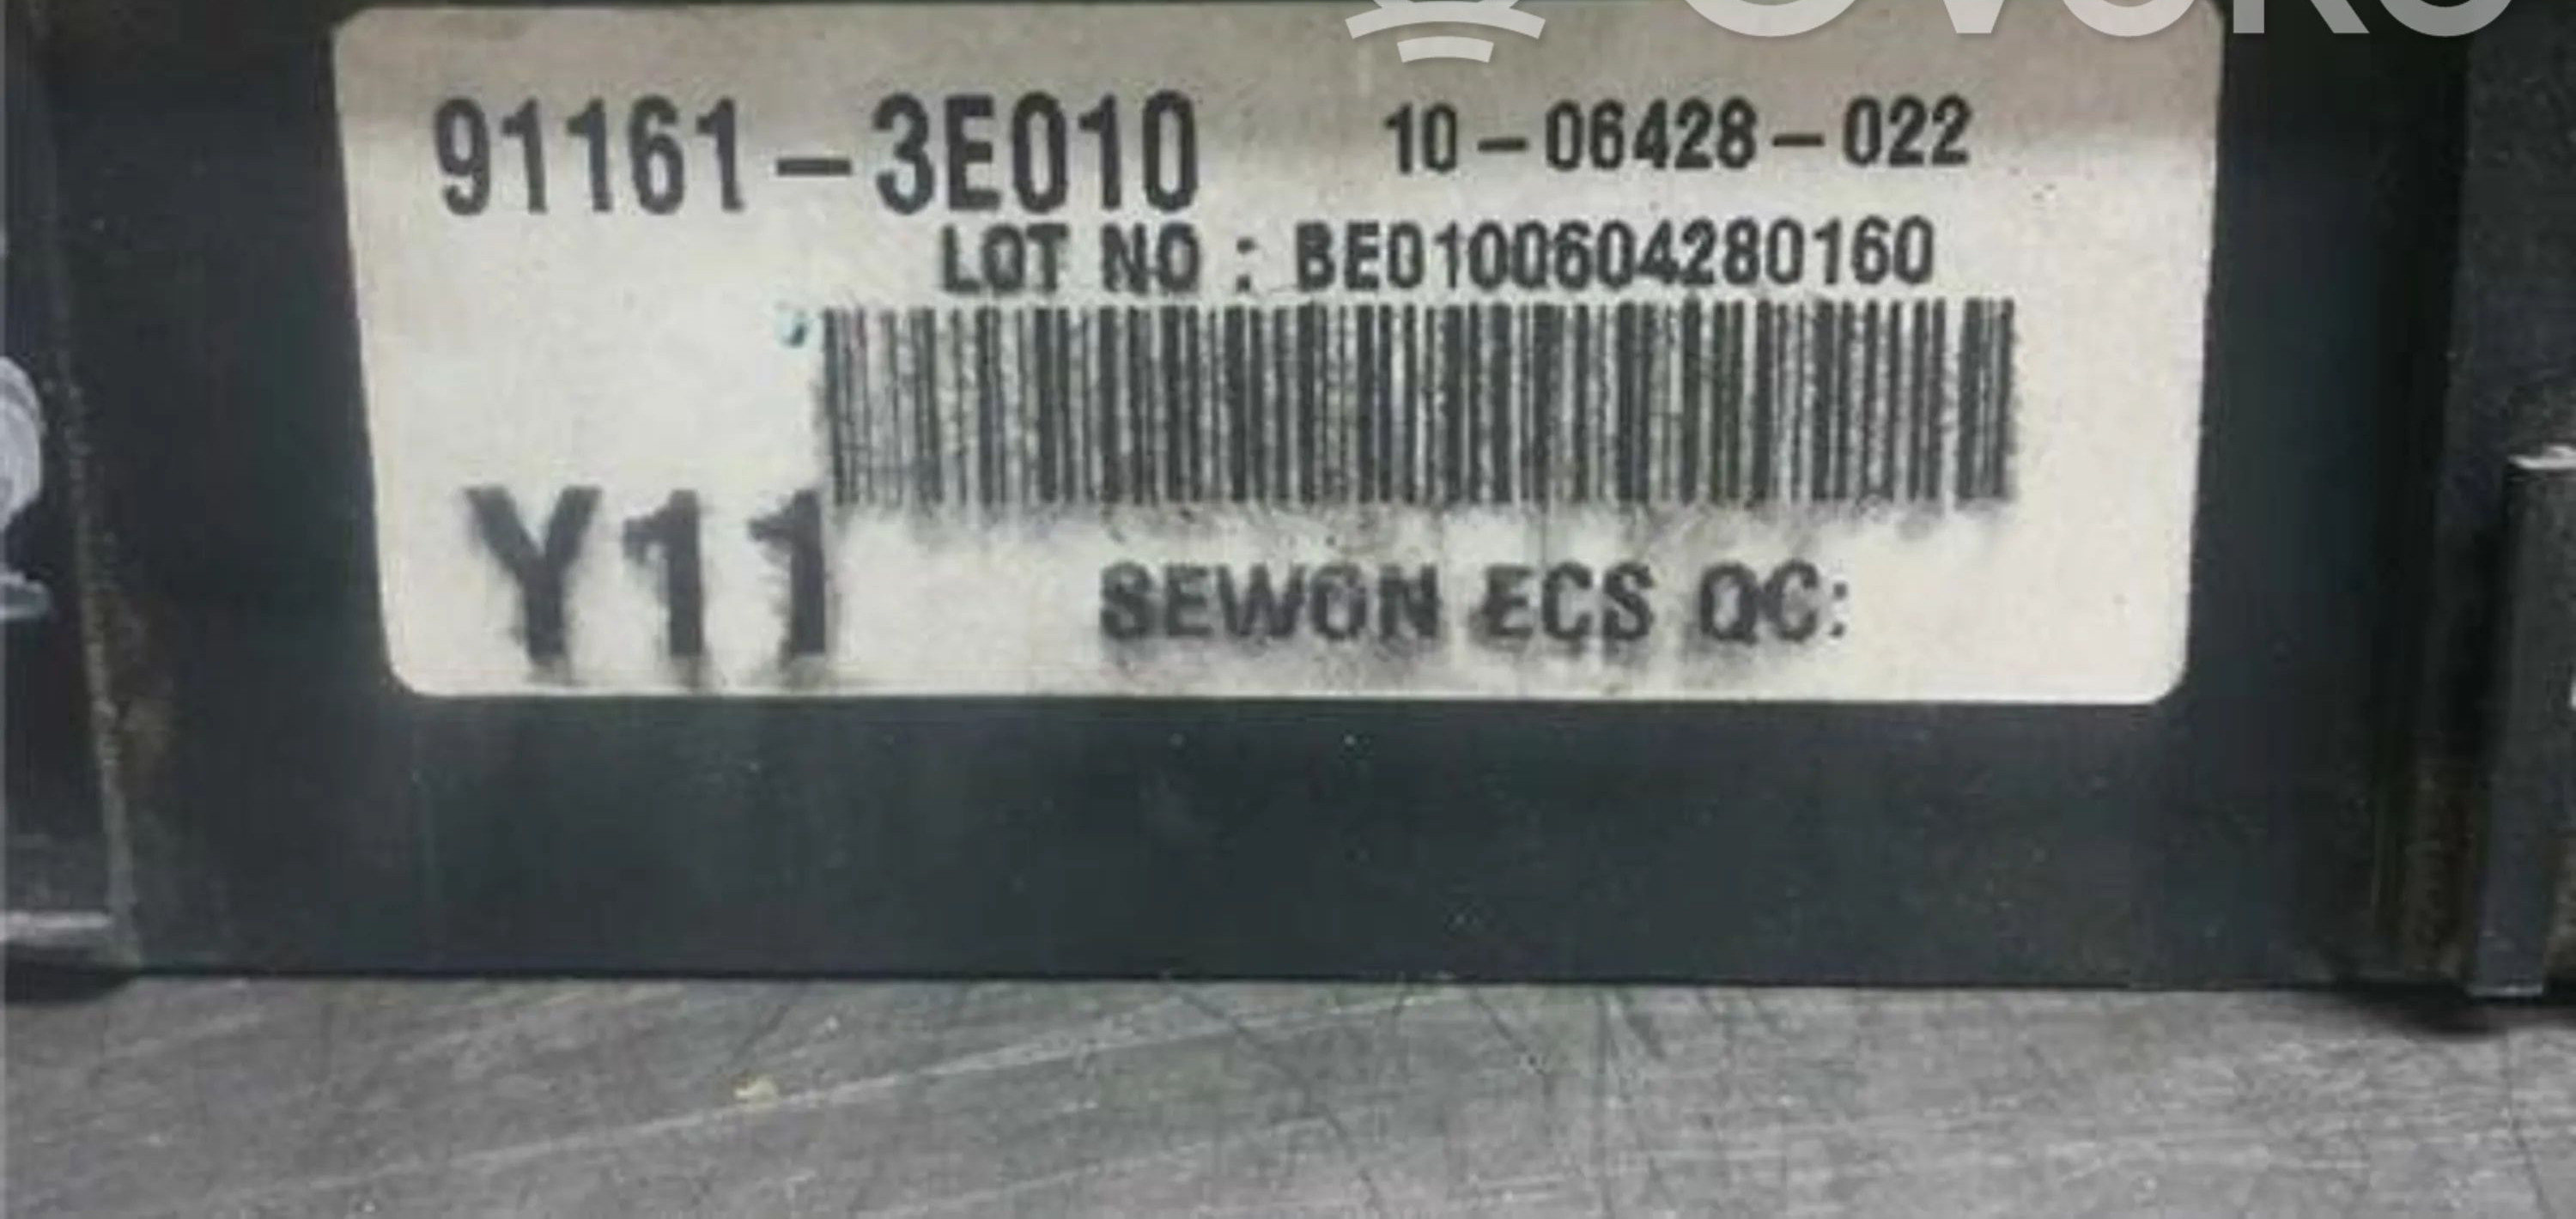 91161-3E010 10-06428-022
LOT NO : BE0100604280160
Y11 SEWON ECS QC: